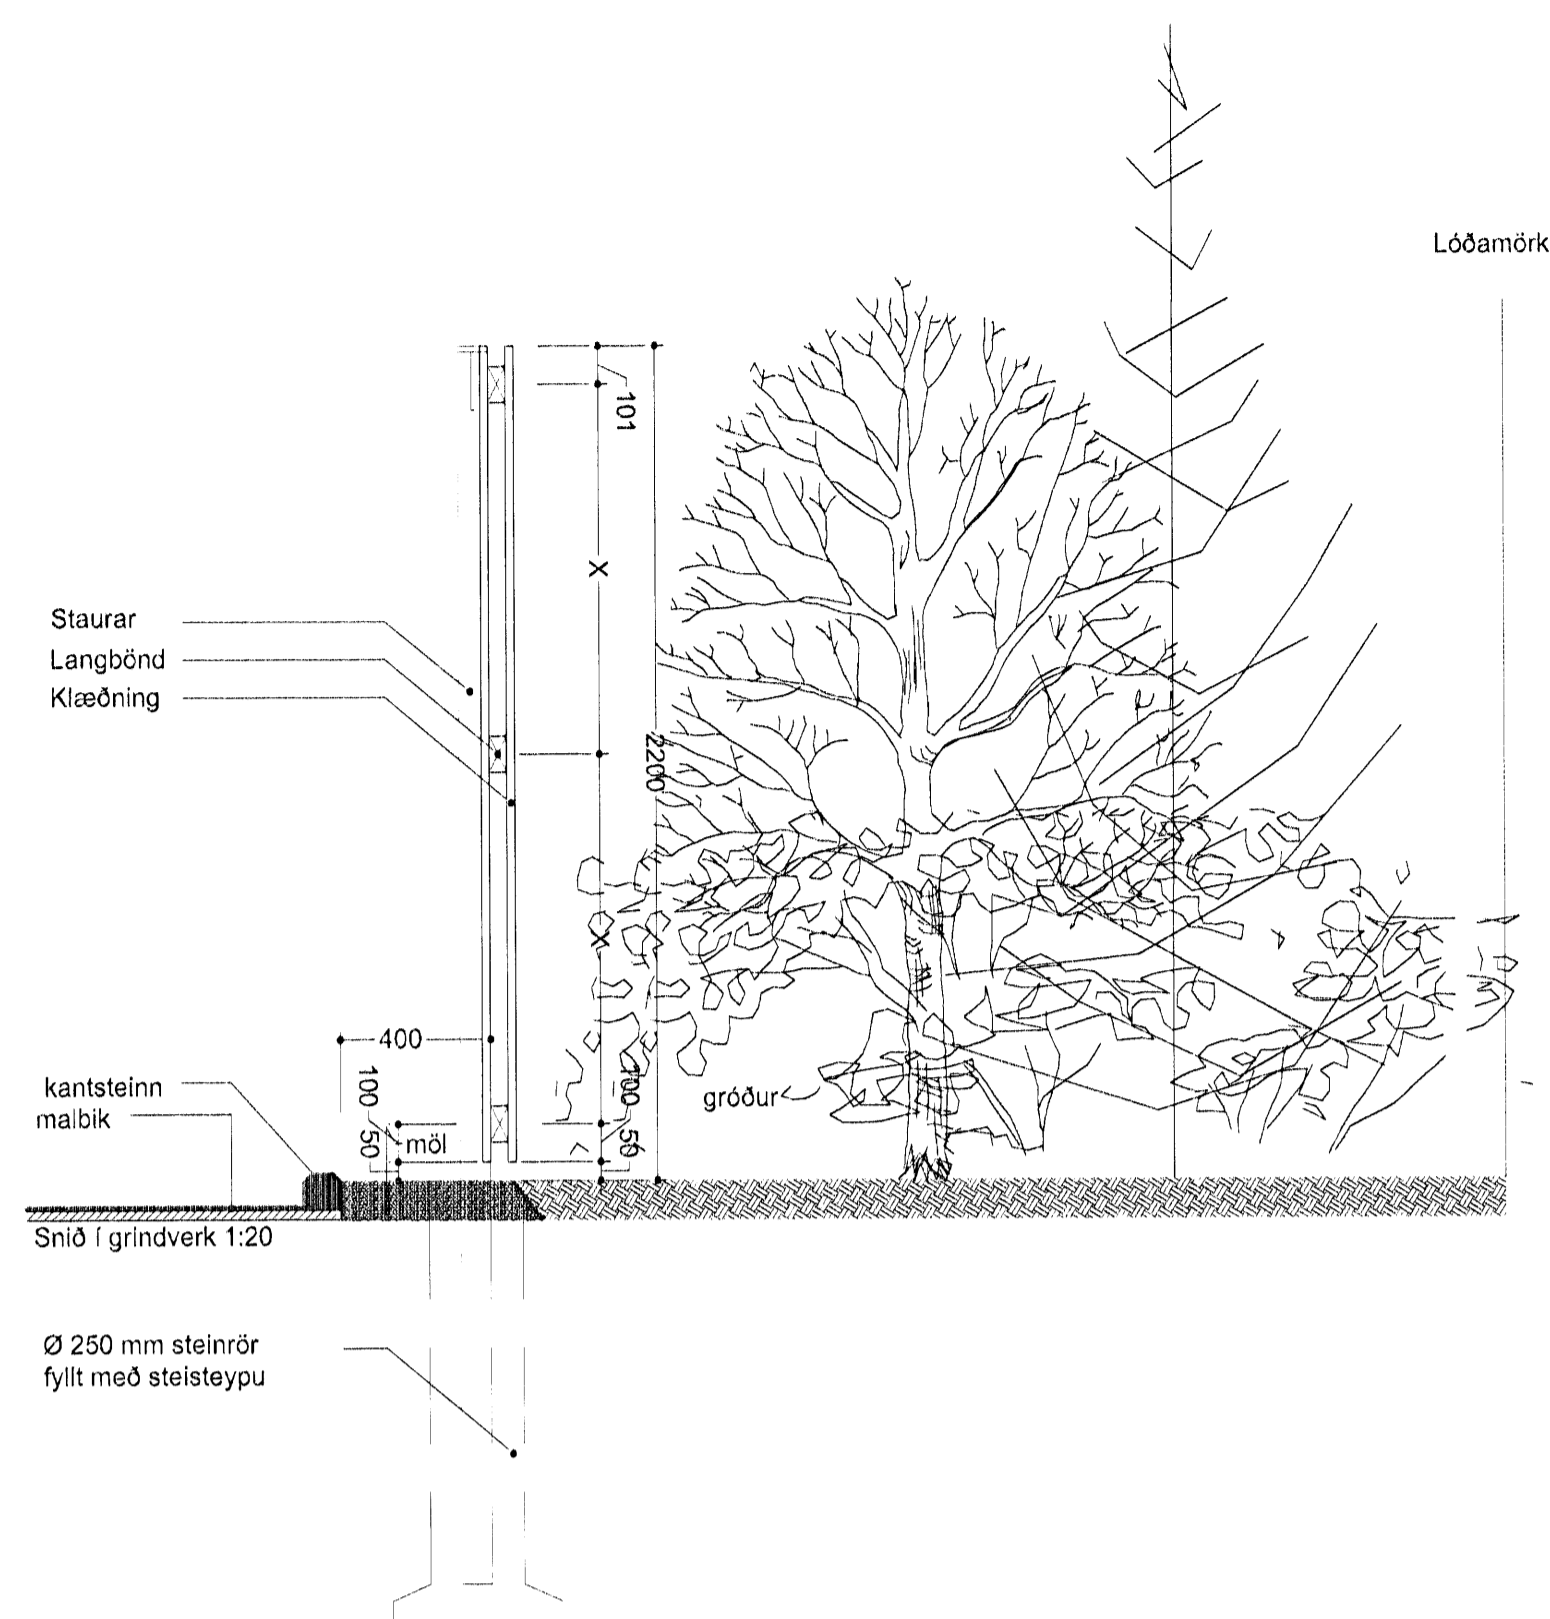 Lóðamörk
101
X
Staurar
Langbönd
Klæðning
2200
X
400
100
100
kantsteinn
malbik
gróður
50
möl
50
Snið í grindverk 1:20
Ø 250 mm steinrör
fyllt með steisteypu